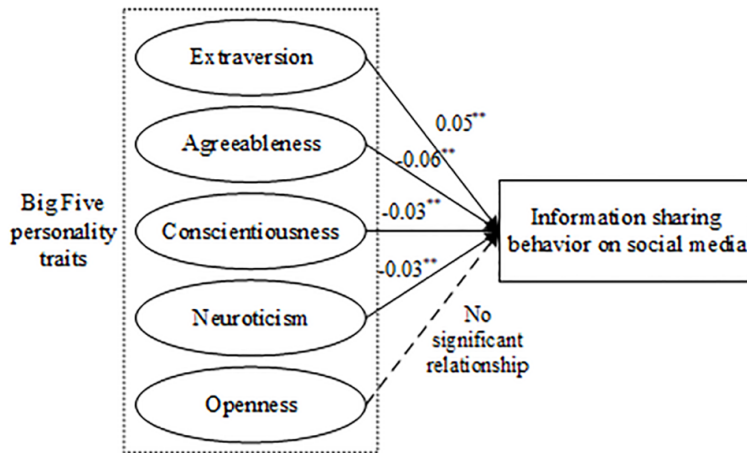 Extraversion
0.05**
Agreeableness
-0.06**
Big Five
personality
traits
Conscientiousness
-0.03**
Information sharing
behavior on social media
-0.03**
Neuroticism
No
significant
relationship
Openness